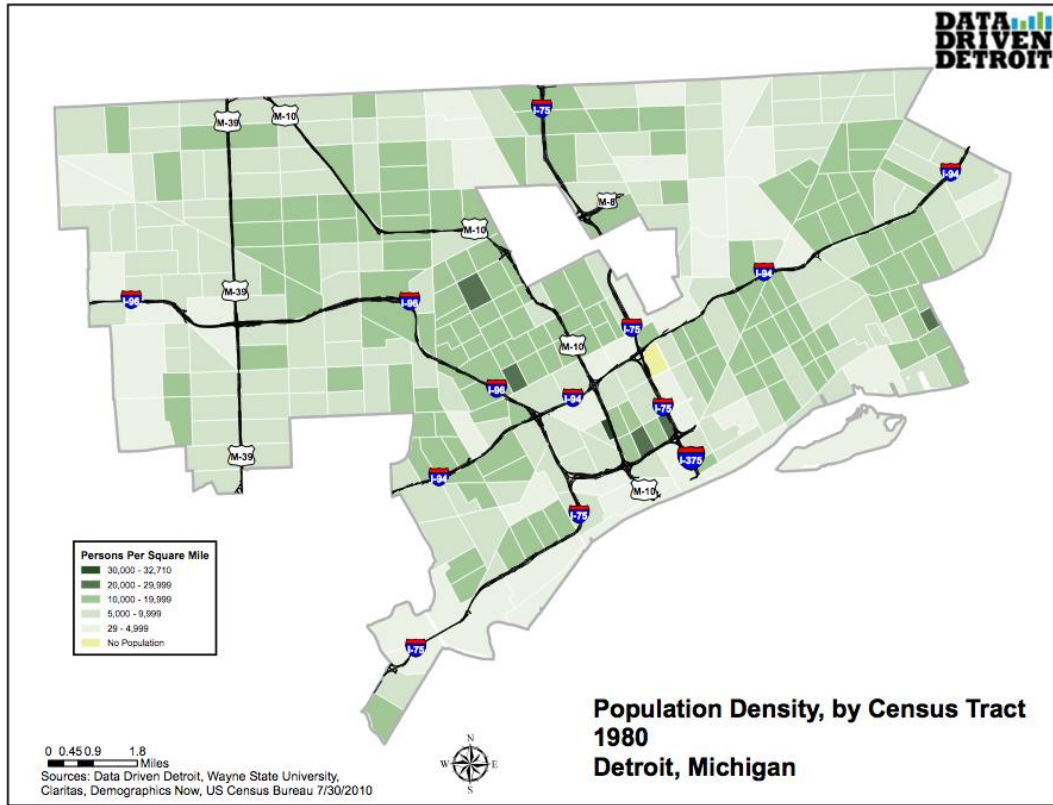 DATA
DRIVEN
DETROIT
I-75
M-39
M-10
I-94
M-8
M-10
I-94
M-39
I-96
I-96
I-75
M-10
I-96
I-94
I-75
M-39
I-375
I-94
M-10
I-75
Persons Per Square Mile
30,000 - 32,710
20,000 - 29,999
10,000 - 19,999
5,000 - 9,999
29 - 4,999
No Population
I-75
Population Density, by Census Tract
1980
Detroit, Michigan
N
W E
S
0 0.45 0.9 1.8
Miles
Sources: Data Driven Detroit, Wayne State University,
Claritas, Demographics Now, US Census Bureau 7/30/2010